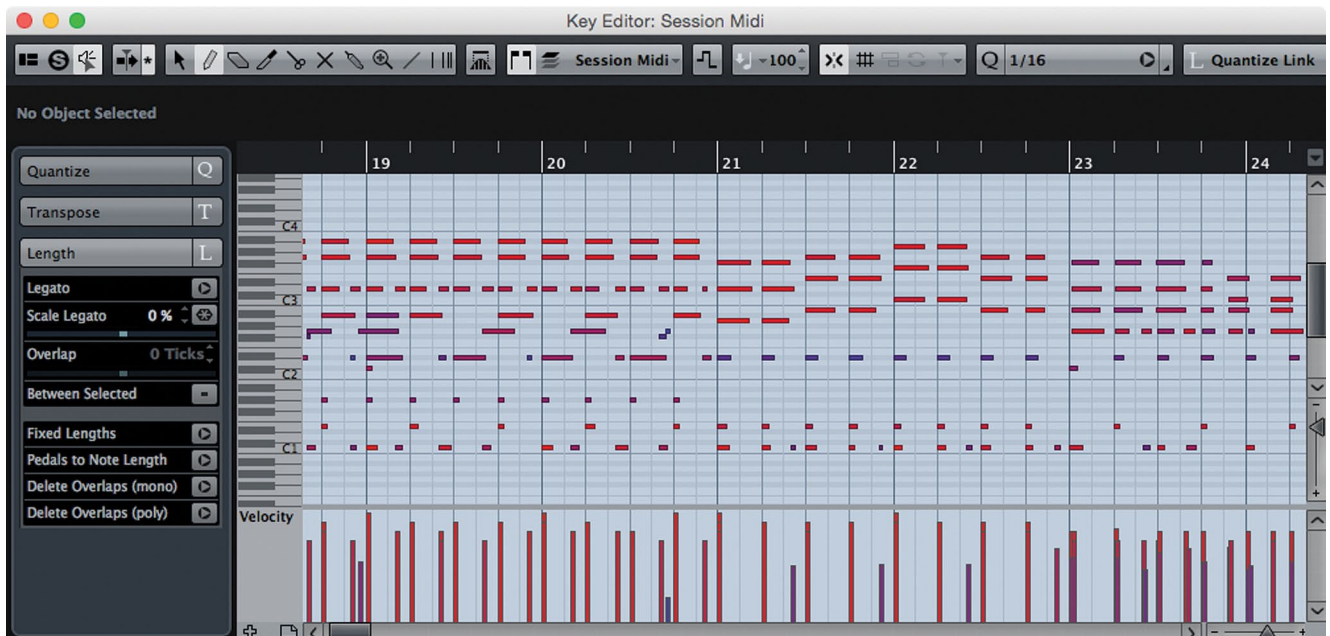 Key Editor: Session Midi
S * Session Midi 100 Q 1/16 L Quantize Link
No Object Selected
19 20 21 22 23 24
Quantize Q
Transpose T
Length L
Legato
Scale Legato 0 %
Overlap 0 Ticks
Between Selected
Fixed Lengths
Pedals to Note Length
Delete Overlaps (mono)
Delete Overlaps (poly)
C4
C3
C2
C1
Velocity